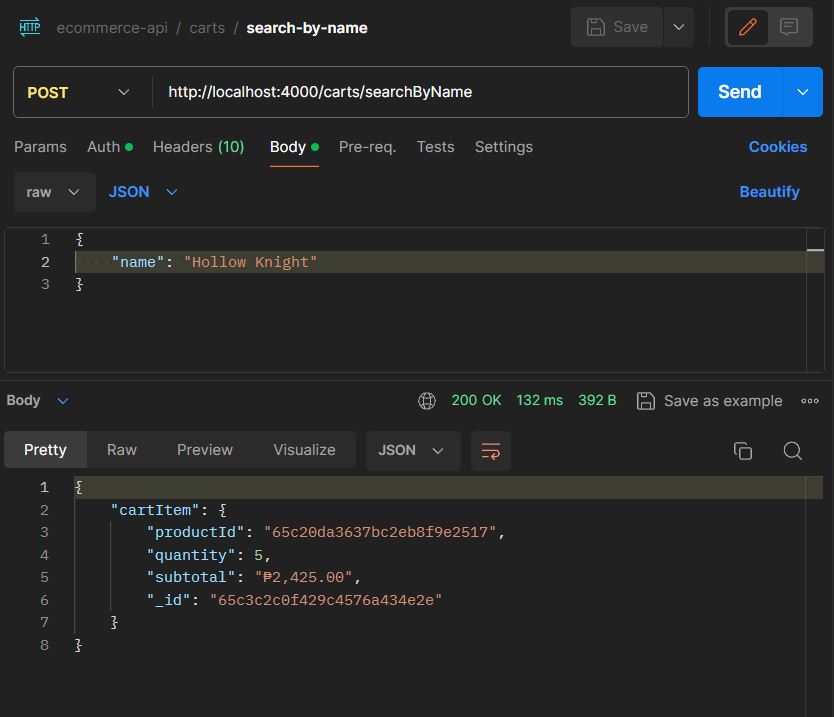 HTTP ecommerce-api / carts / search-by-name Save
POST http://localhost:4000/carts/searchByName Send
Params Auth Headers (10) Body Pre-req. Tests Settings Cookies
raw JSON Beautify
1 {
2 "name": "Hollow Knight"
3 }
Body 200 OK 132 ms 392 B Save as example
Pretty Raw Preview Visualize JSON
1 {
2 "cartItem": {
3 "productId": "65c20da3637bc2eb8f9e2517",
4 "quantity": 5,
5 "subtotal": "₱2,425.00",
6 "_id": "65c3c2c0f429c4576a434e2e"
7 }
8 }